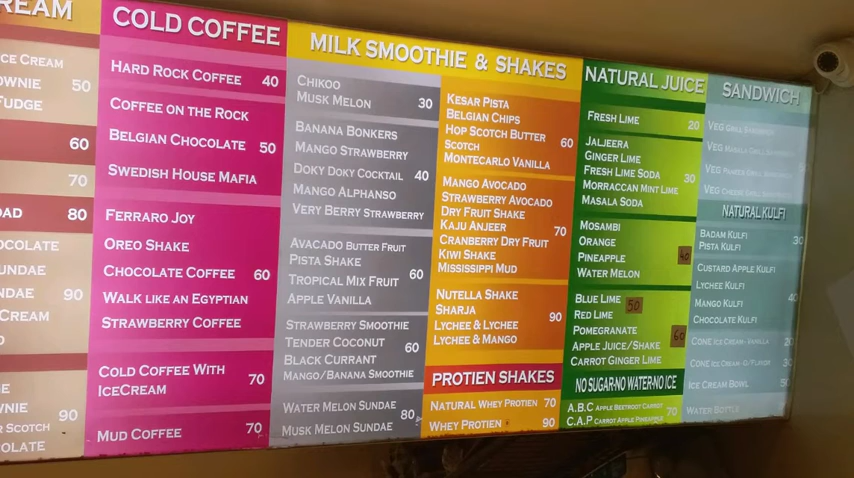 REAM
CE CREAM
OWNIE 50
FUDGE
60
70
80
OCOLATE
UNDAE
NDAE 90
CREAM
WNIE 90
SCOTCH
OLATE
COLD COFFEE
HARD ROCK COFFEE 40
COFFEE ON THE ROCK
BELGIAN CHOCOLATE 50
SWEDISH HOUSE MAFIA
FERRARO JOY
OREO SHAKE
CHOCOLATE COFFEE 60
WALK LIKE AN EGYPTIAN
STRAWBERRY COFFEE
COLD COFFEE WITH
ICECREAM 70
MUD COFFEE 70
MILK SMOOTHIE & SHAKES
CHIKOO
MUSK MELON 30
BANANA BONKERS
MANGO STRAWBERRY
DOKY DOKY COCKTAIL 40
MANGO ALPHANSO
VERY BERRY STRAWBERRY
AVACADO BUTTER FRUIT
PISTA SHAKE
TROPICAL MIX FRUIT 60
APPLE VANILLA
STRAWBERRY SMOOTHIE
TENDER COCONUT 60
BLACK CURRANT
MANGO/BANANA SMOOTHIE
WATER MELON SUNDAE
MUSK MELON SUNDAE 80
KESAR PISTA
BELGIAN CHIPS
HOP SCOTCH BUTTER 60
SCOTCH
MONTECARLO VANILLA
MANGO AVOCADO
STRAWBERRY AVOCADO
DRY FRUIT SHAKE
KAJU ANJEER 70
CRANBERRY DRY FRUIT
KIWI SHAKE
MISSISSIPPI MUD
NUTELLA SHAKE
SHARJA 90
LYCHEE & LYCHEE
LYCHEE & MANGO
PROTIEN SHAKES
NATURAL WHEY PROTIEN 70
WHEY PROTIEN 90
NATURAL JUICE
FRESH LIME 20
JALJEERA
GINGER LIME
FRESH LIME SODA 30
MORRACCAN MINT LIME
MASALA SODA
MOSAMBI
ORANGE
PINEAPPLE 40
WATER MELON
BLUE LIME 50
RED LIME
POMEGRANATE 60
APPLE JUICE/SHAKE
CARROT GINGER LIME
NO SUGAR-NO WATER-NO ICE
A.B.C APPLE BEETROOT CARROT 70
C.A.P CARROT APPLE PINEAPPLE
SANDWICH
VEG GRILL SANDWICH
VEG MASALA GRILL SANDWICH
VEG GRILL SANDWICH
VEG CHEESE GRILL SANDWICH
NATURAL KULFI
BADAM KULFI 30
PISTA KULFI
CUSTARD APPLE KULFI
LYCHEE KULFI
MANGO KULFI 40
CHOCOLATE KULFI
CONE ICE CREAM-VANILLA 20
CONE ICE CREAM-O/FLAVOR 30
ICE CREAM BOWL 50
WATER BOTTLE